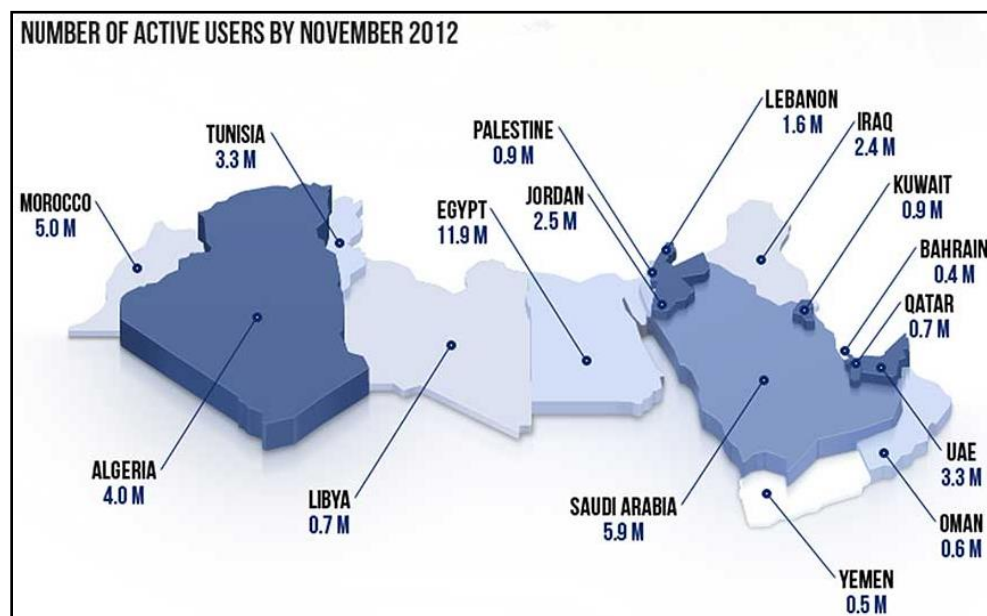 NUMBER OF ACTIVE USERS BY NOVEMBER 2012
LEBANON
1.6 M
PALESTINE
0.9 M
IRAQ
2.4 M
TUNISIA
3.3 M
JORDAN
2.5 M
KUWAIT
0.9 M
MOROCCO
5.0 M
EGYPT
11.9 M
BAHRAIN
0.4 M
QATAR
0.7 M
ALGERIA
4.0 M
LIBYA
0.7 M
SAUDI ARABIA
5.9 M
UAE
3.3 M
OMAN
0.6 M
YEMEN
0.5 M